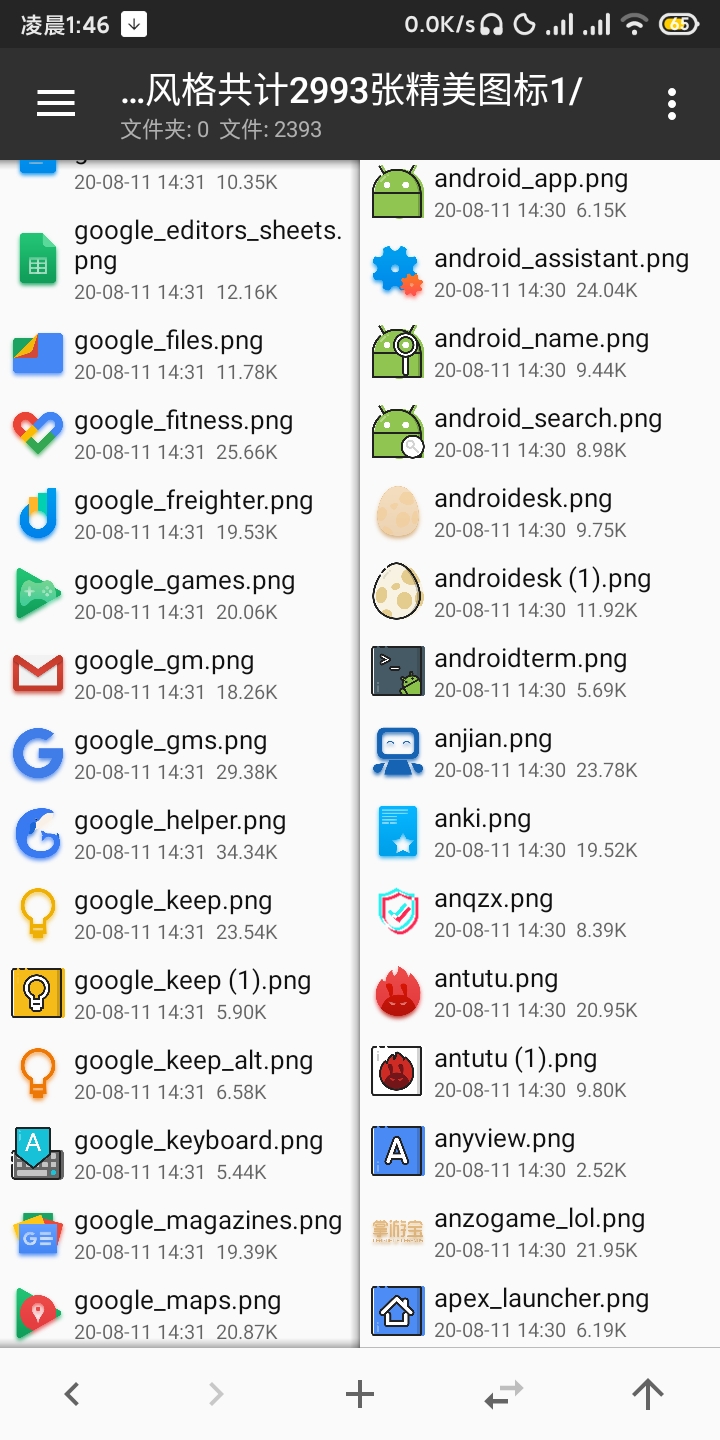 凌晨1:46
0.0K/s
65
…风格共计2993张精美图标1/
文件夹: 0 文件: 2393
20-08-11 14:31 10.35K
google_editors_sheets.
png
20-08-11 14:31 12.16K
google_files.png
20-08-11 14:31 11.78K
google_fitness.png
20-08-11 14:31 25.66K
google_freighter.png
20-08-11 14:31 19.53K
google_games.png
20-08-11 14:31 20.06K
google_gm.png
20-08-11 14:31 18.26K
google_gms.png
20-08-11 14:31 29.38K
google_helper.png
20-08-11 14:31 34.34K
google_keep.png
20-08-11 14:31 23.54K
google_keep (1).png
20-08-11 14:31 5.90K
google_keep_alt.png
20-08-11 14:31 6.58K
A
google_keyboard.png
20-08-11 14:31 5.44K
GE
google_magazines.png
20-08-11 14:31 19.39K
google_maps.png
20-08-11 14:31 20.87K
android_app.png
20-08-11 14:30 6.15K
android_assistant.png
20-08-11 14:30 24.04K
android_name.png
20-08-11 14:30 9.44K
android_search.png
20-08-11 14:30 8.98K
androidesk.png
20-08-11 14:30 9.75K
androidesk (1).png
20-08-11 14:30 11.92K
>_
androidterm.png
20-08-11 14:30 5.69K
anjian.png
20-08-11 14:30 23.78K
anki.png
20-08-11 14:30 19.52K
anqzx.png
20-08-11 14:30 8.39K
antutu.png
20-08-11 14:30 20.95K
antutu (1).png
20-08-11 14:30 9.80K
A
anyview.png
20-08-11 14:30 2.52K
掌游宝
anzogame_lol.png
20-08-11 14:30 21.95K
apex_launcher.png
20-08-11 14:30 6.19K